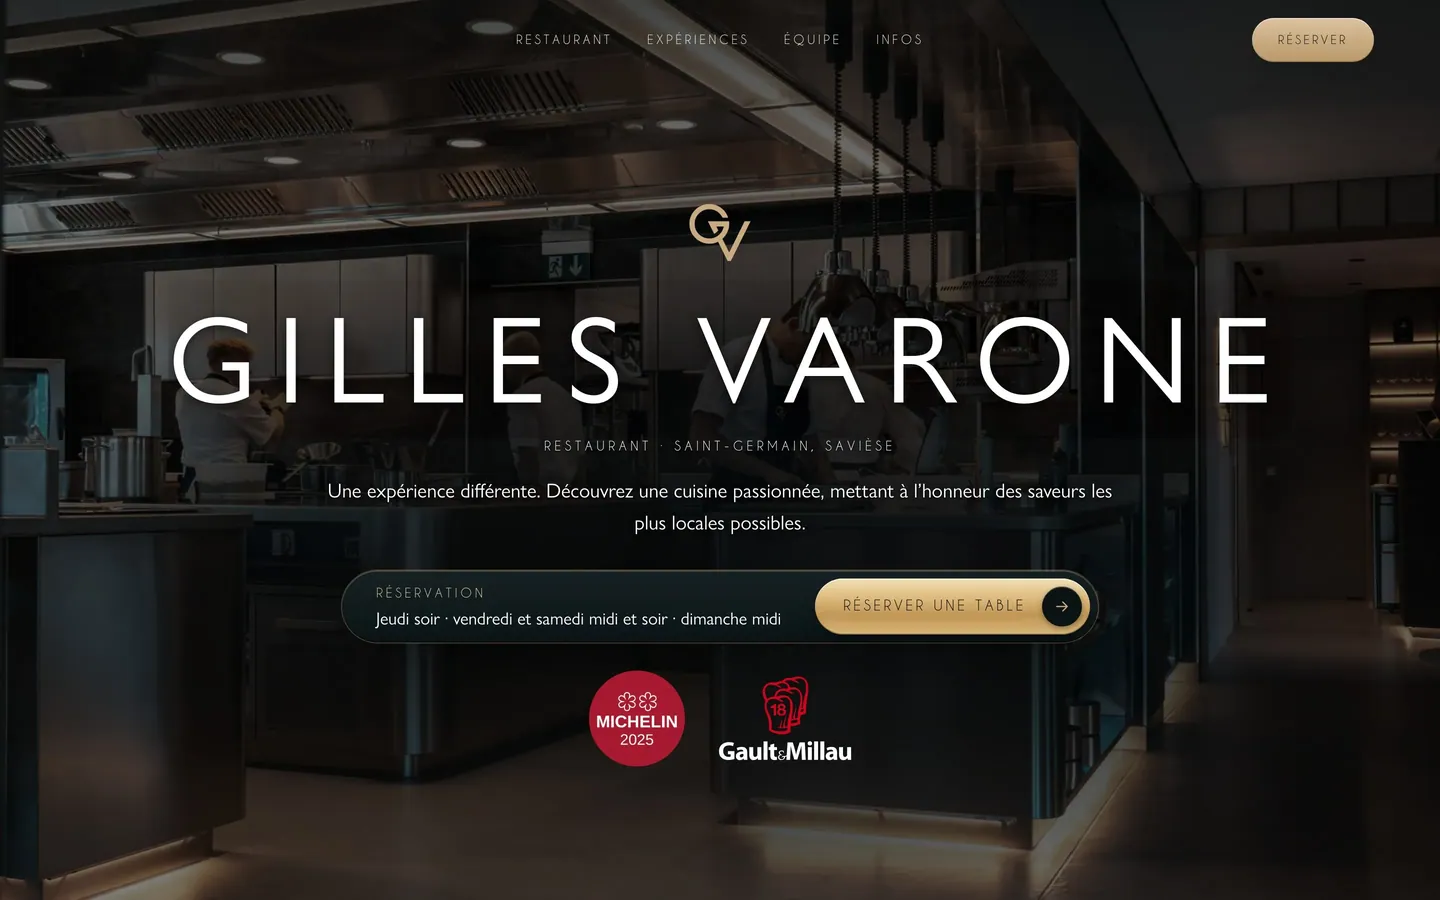 RESTAURANT
EXPÉRIENCES
ÉQUIPE
INFOS
RÉSERVER
GV
GILLES VARONE
RESTAURANT · SAINT-GERMAIN, SAVIÈSE
Une expérience différente. Découvrez une cuisine passionnée, mettant à l’honneur des saveurs les
plus locales possibles.
RÉSERVATION
Jeudi soir · vendredi et samedi midi et soir · dimanche midi
RÉSERVER UNE TABLE
MICHELIN
2025
18
Gault&Millau